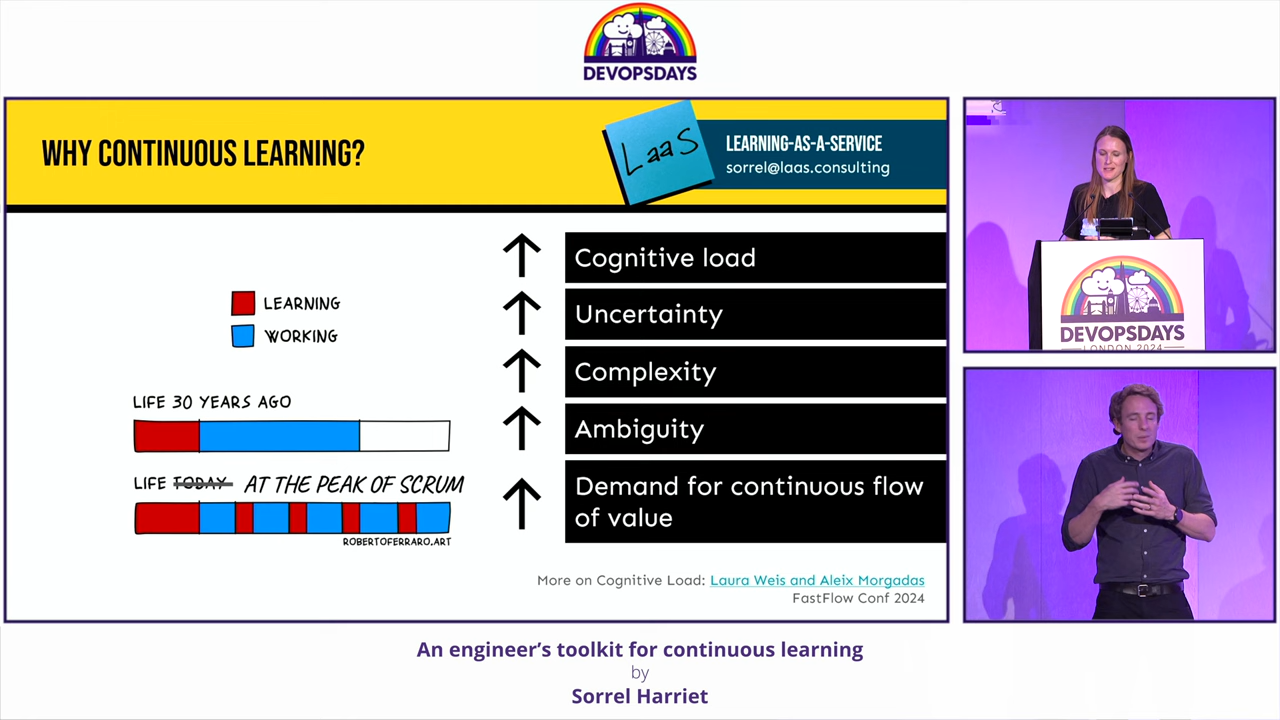 DEVOPSDAYS
WHY CONTINUOUS LEARNING?
LaaS
LEARNING-AS-A-SERVICE
sorrel@laas.consulting
LEARNING
WORKING
LIFE 30 YEARS AGO
LIFE TODAY AT THE PEAK OF SCRUM
ROBERTOFERRARO.ART
Cognitive load
Uncertainty
Complexity
Ambiguity
Demand for continuous flow
of value
More on Cognitive Load: Laura Weis and Aleix Morgadas
FastFlow Conf 2024
DEVOPSDAYS
LONDON 2024
An engineer's toolkit for continuous learning
by
Sorrel Harriet